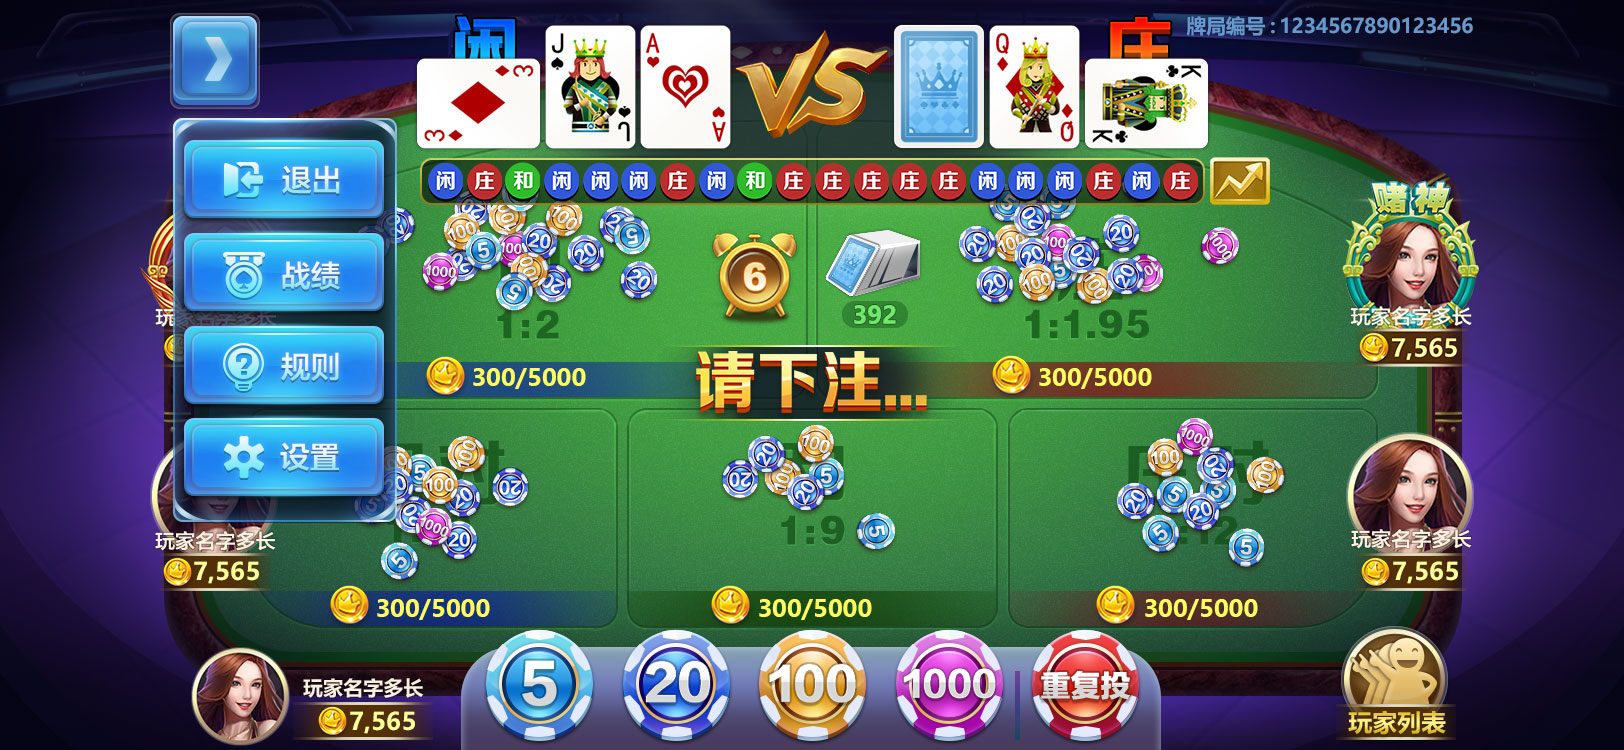 闲
庄
牌局编号:1234567890123456
3
J
A
VS
Q
K
3
J
A
Q
K
闲 庄 和 闲 闲 闲 庄 闲 和 庄 庄 庄 庄 庄 闲 闲 闲 庄 闲 庄
退出
战绩
规则
设置
6
392
1:2
1:1.95
赌神
玩家名字多长
7,565
300/5000
300/5000
请下注...
1:9
玩家名字多长
7,565
玩家名字多长
7,565
300/5000
300/5000
300/5000
玩家名字多长
7,565
5
20
100
1000
重复投
玩家列表